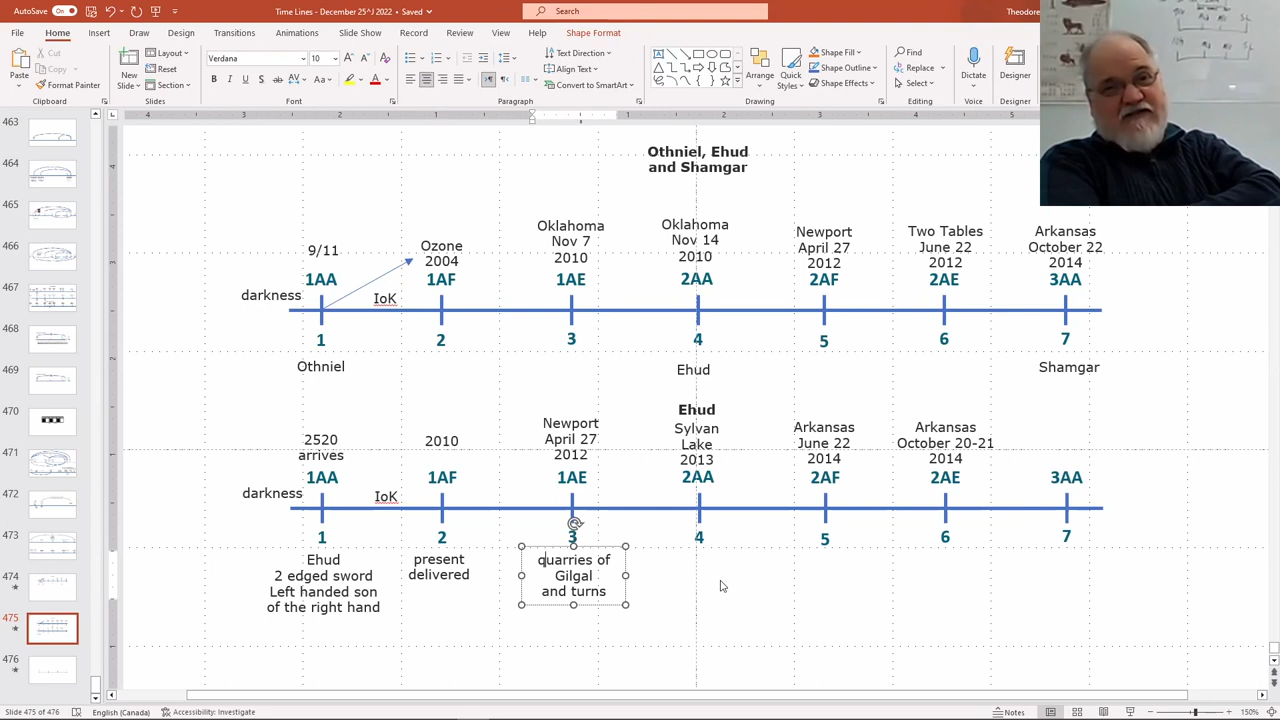 PowerPoint
AutoSave On
Time Lines - December 25^J 2022 • Saved
Search
Theodore
File Home Insert Draw Design Transitions Animations Slide Show Record Review View Help Shape Format
Paste
Cut
Copy
Format Painter
Clipboard
New Slide
Layout
Reset
Section
Slides
Verdana 10
Font
Text Direction
Align Text
Convert to SmartArt
Paragraph
Arrange
Quick Styles
Shape Fill
Shape Outline
Shape Effects
Drawing
Find
Replace
Select
Editing
Dictate
Voice
Designer
Designer
463
464
465
466
467
468
469
470
471
472
473
474
475
476
Othniel, Ehud
and Shamgar
9/11
Ozone
2004
Oklahoma
Nov 7
2010
Oklahoma
Nov 14
2010
Newport
April 27
2012
Two Tables
June 22
2012
Arkansas
October 22
2014
1AA 1AF 1AE 2AA 2AF 2AE 3AA
darkness IoK
1 2 3 4 5 6 7
Othniel Ehud Shamgar
Ehud
2520
arrives
2010
Newport
April 27
2012
Sylvan
Lake
2013
Arkansas
June 22
2014
Arkansas
October 20-21
2014
1AA 1AF 1AE 2AA 2AF 2AE 3AA
darkness IoK
1 2 3 4 5 6 7
Ehud
2 edged sword
Left handed son
of the right hand
present
delivered
quarries of
Gilgal
and turns
Slide 475 of 476 English (Canada) Accessibility: Investigate Notes 150%